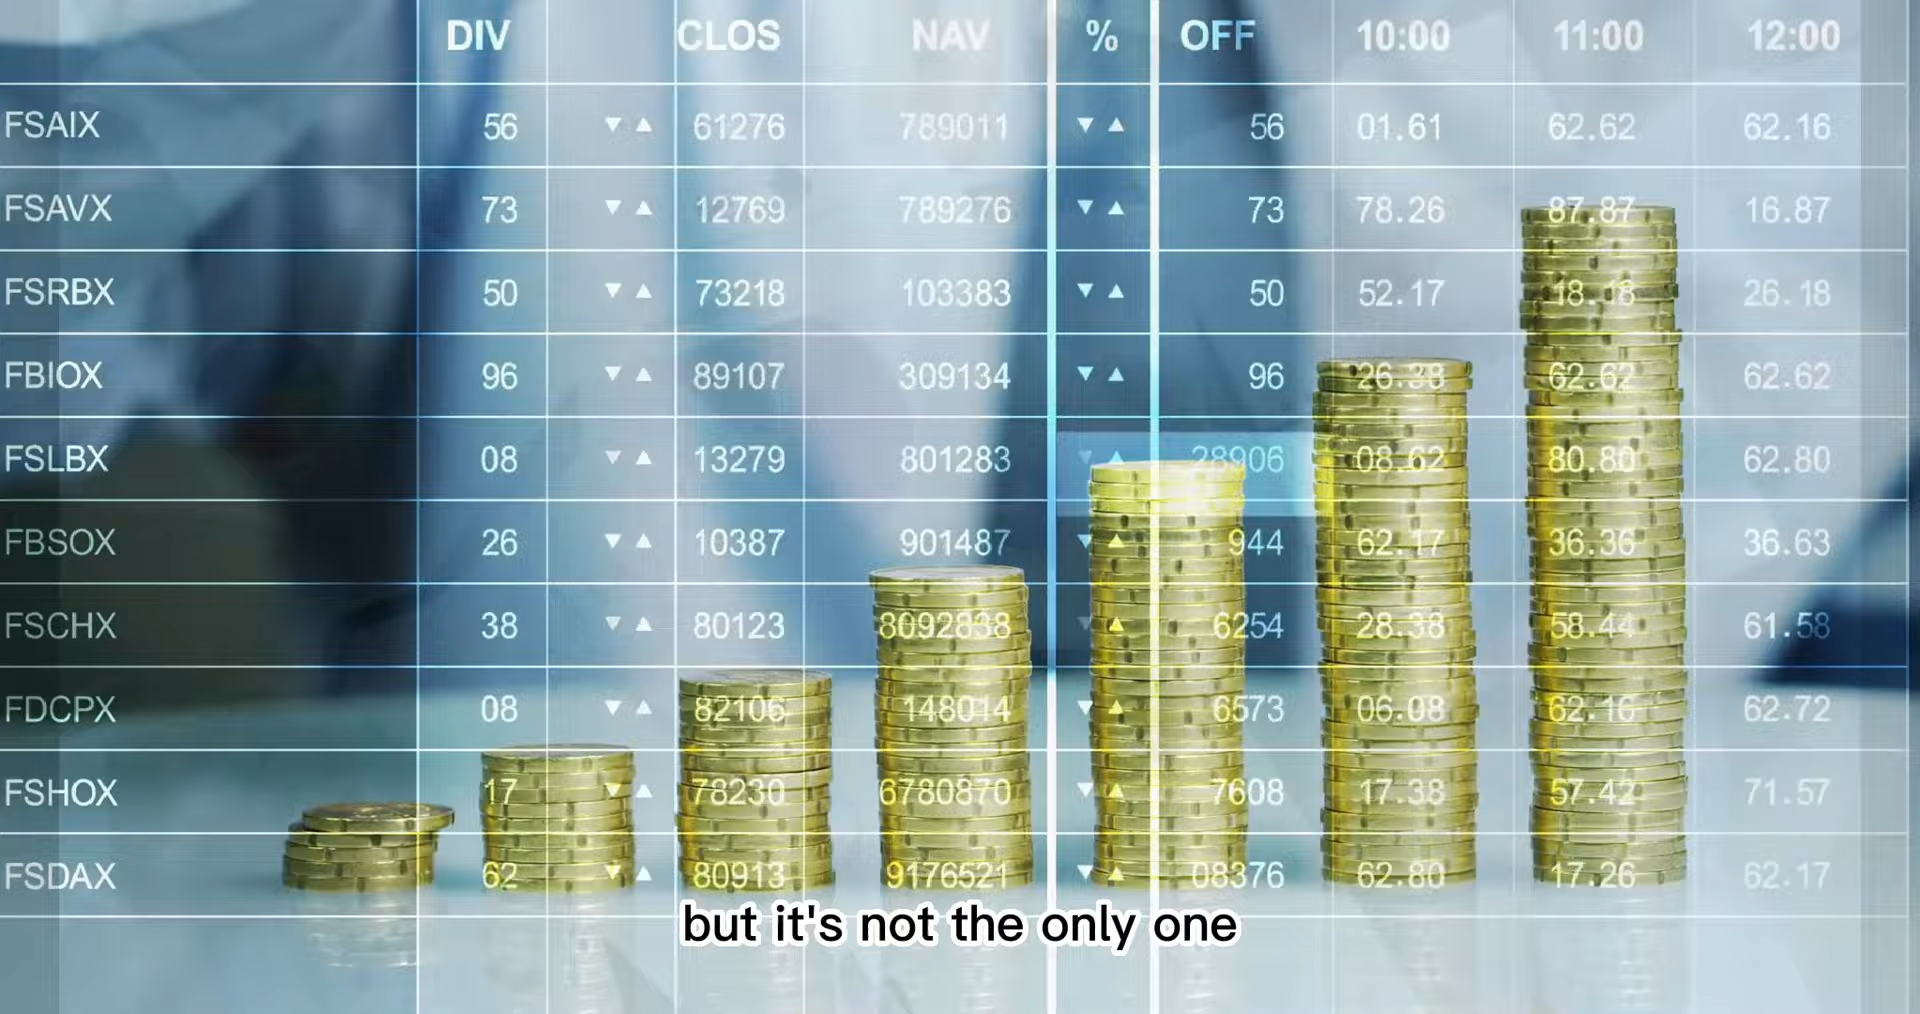 DIV CLOS NAV % OFF 10:00 11:00 12:00
FSAIX 56 ▼▲ 61276 789011 ▼▲ 56 01.61 62.62 62.16
FSAVX 73 ▼▲ 12769 789276 ▼▲ 73 78.26 87.87 16.87
FSRBX 50 ▼▲ 73218 103383 ▼▲ 50 52.17 18.18 26.18
FBIOX 96 ▼▲ 89107 309134 ▼▲ 96 26.38 62.62 62.62
FSLBX 08 ▼▲ 13279 801283 ▼▲ 28906 08.62 80.80 62.80
FBSOX 26 ▼▲ 10387 901487 ▼▲ 944 62.17 36.36 36.63
FSCHX 38 ▼▲ 80123 8092838 ▼▲ 6254 28.38 58.44 61.58
FDCPX 08 ▼▲ 82106 148014 ▼▲ 6573 06.08 62.16 62.72
FSHOX 17 ▼▲ 78230 6780870 ▼▲ 7608 17.38 57.42 71.57
FSDAX 62 ▼▲ 80913 9176521 ▼▲ 08376 62.80 17.26 62.17
but it's not the only one